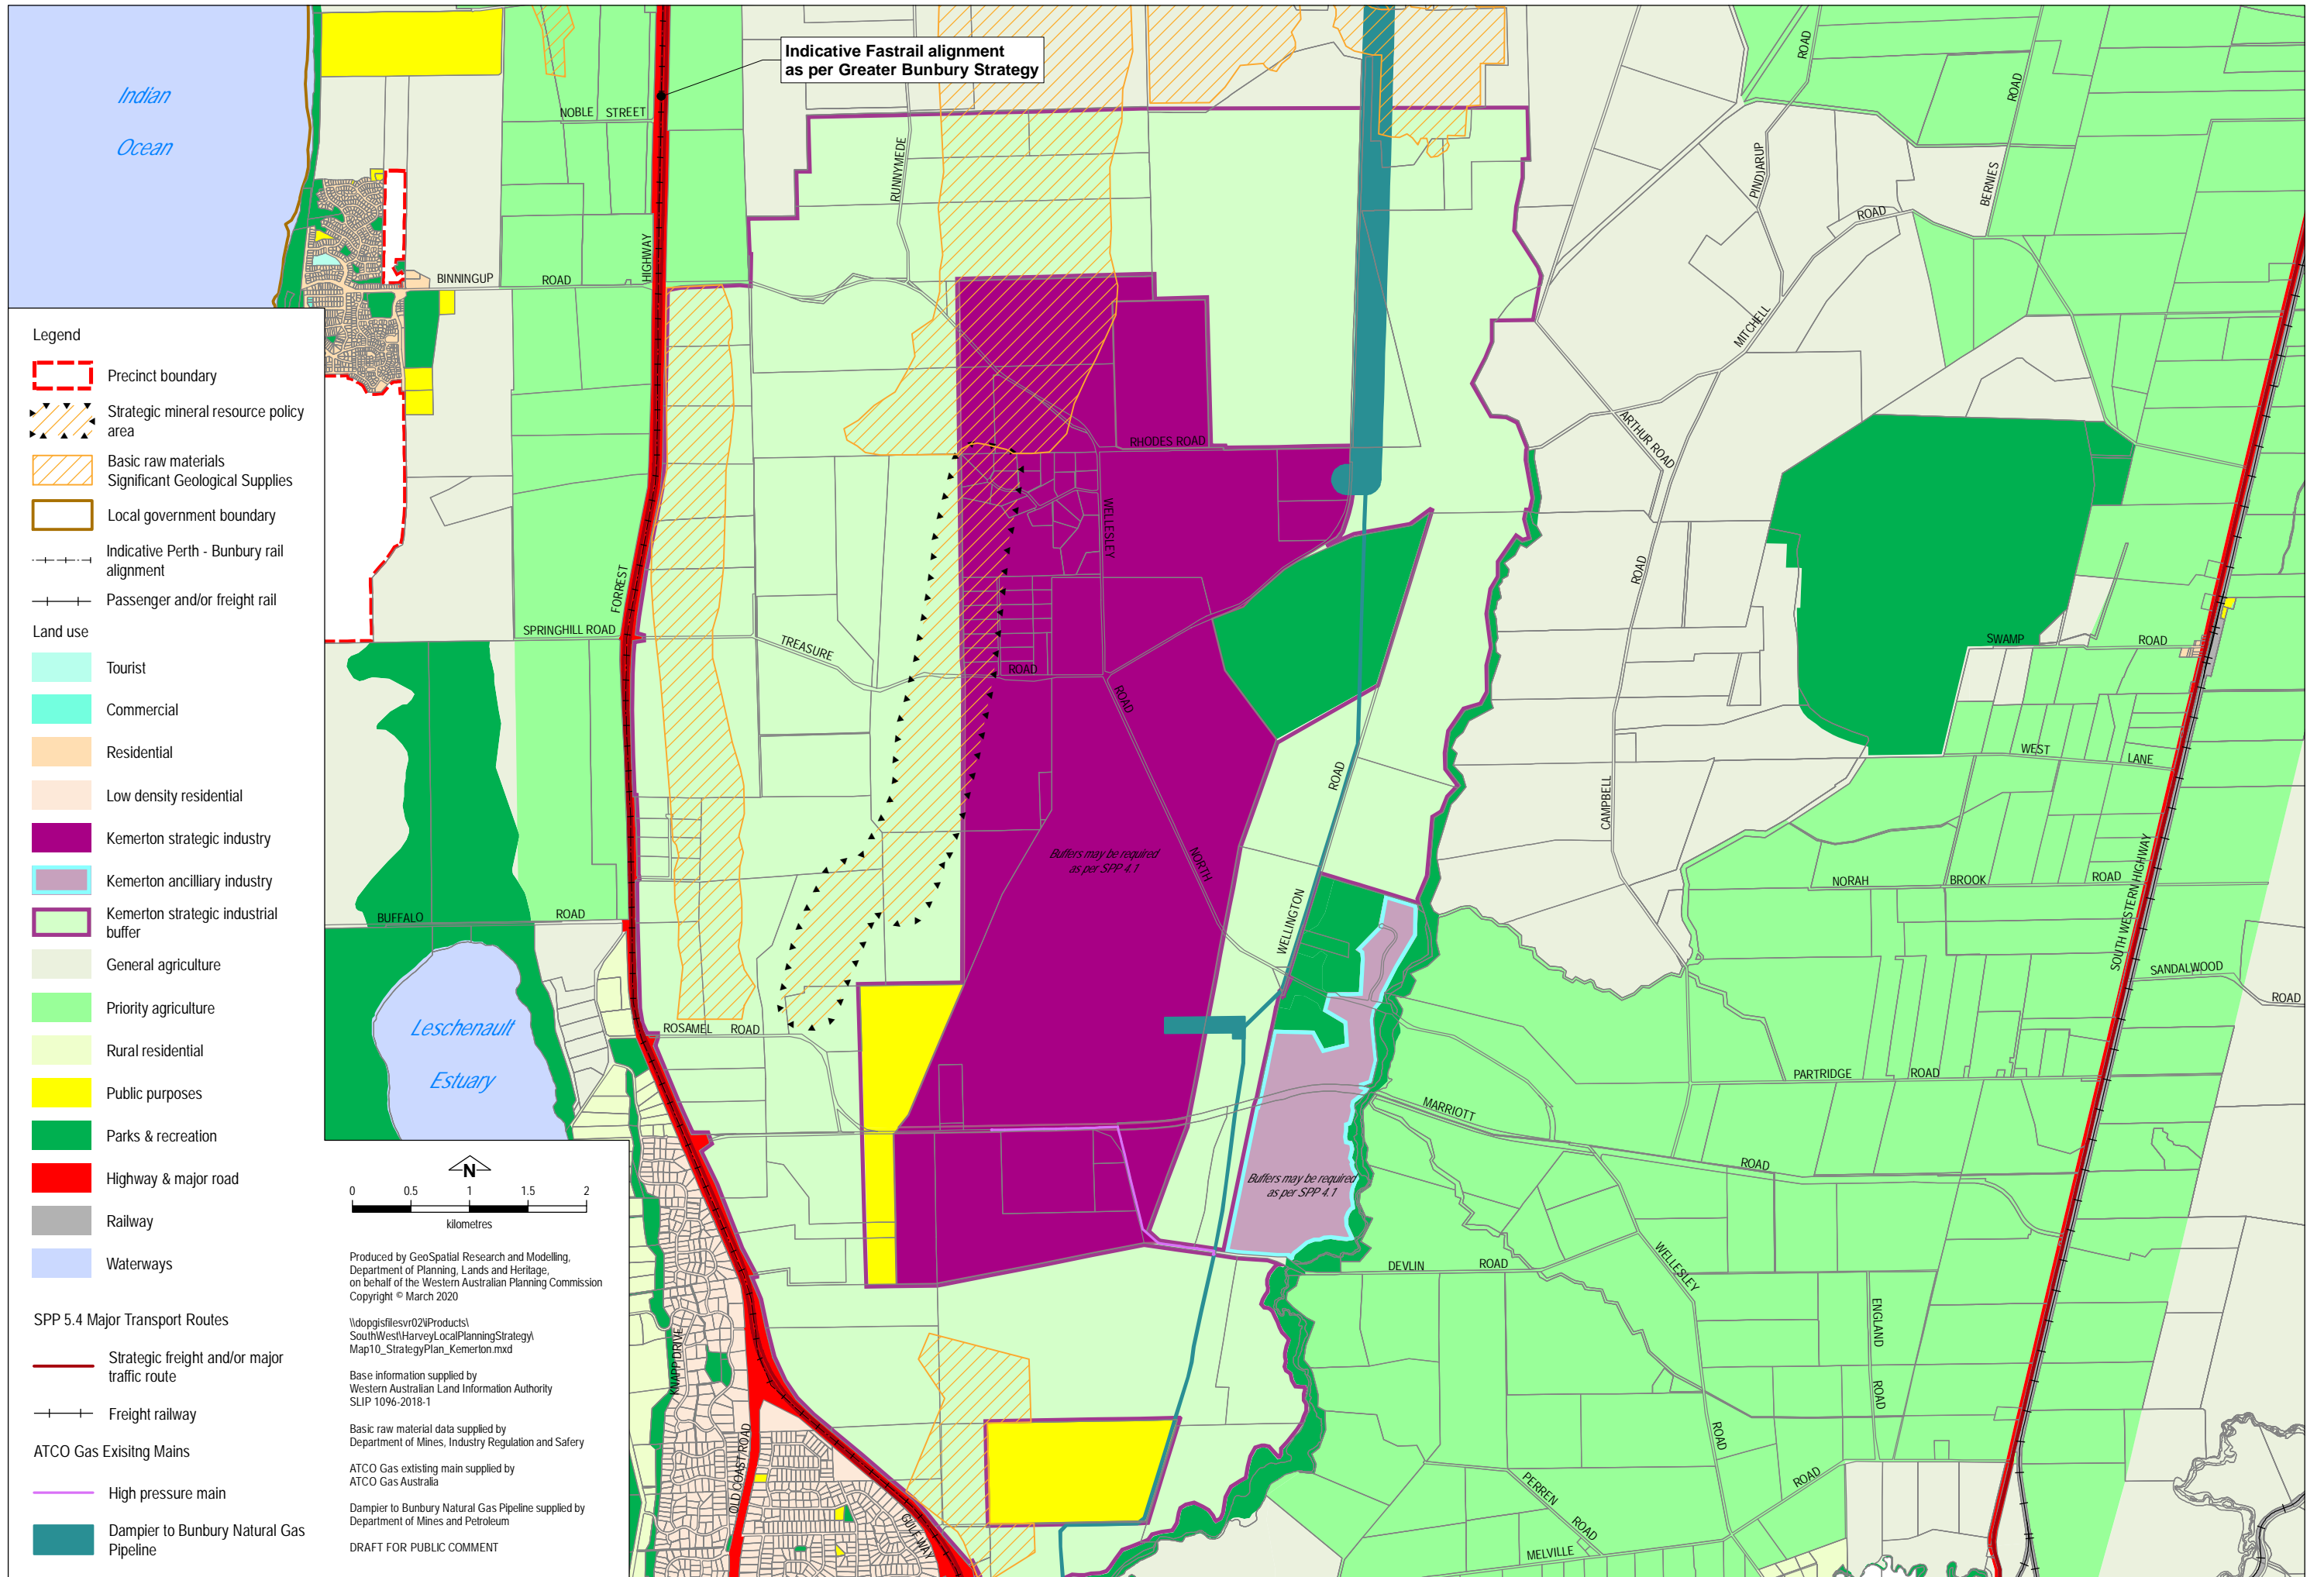 Indian
Ocean
Indicative Fastrail alignment
as per Greater Bunbury Strategy
NOBLE STREET
RUNNYMEDE
HIGHWAY
BINNINGUP ROAD
ROAD
ROAD
PINDJARUP
BERNIES
ROAD
MITCHELL
ARTHUR ROAD
RHODES ROAD
WELLESLEY
FORREST
SPRINGHILL ROAD
TREASURE
ROAD
ROAD
ROAD
SWAMP ROAD
WEST
LANE
ROAD
CAMPBELL
NORTH
Buffers may be required
as per SPP 4.1
NORAH BROOK ROAD
SOUTH WESTERN HIGHWAY
SANDALWOOD
ROAD
BUFFALO ROAD
WELLINGTON
Leschenault
Estuary
ROSAMEL ROAD
PARTRIDGE ROAD
MARRIOTT
ROAD
Buffers may be required
as per SPP 4.1
DEVLIN ROAD
WELLESLEY
ENGLAND
ROAD
ROAD
KNAPP DRIVE
OLD COAST ROAD
GULFWAY
PERREN
ROAD
ROAD
MELVILLE
Legend
Precinct boundary
Strategic mineral resource policy
area
Basic raw materials
Significant Geological Supplies
Local government boundary
Indicative Perth - Bunbury rail
alignment
Passenger and/or freight rail
Land use
Tourist
Commercial
Residential
Low density residential
Kemerton strategic industry
Kemerton ancilliary industry
Kemerton strategic industrial
buffer
General agriculture
Priority agriculture
Rural residential
Public purposes
Parks & recreation
Highway & major road
Railway
Waterways
SPP 5.4 Major Transport Routes
Strategic freight and/or major
traffic route
Freight railway
ATCO Gas Exisitng Mains
High pressure main
Dampier to Bunbury Natural Gas
Pipeline
N
0 0.5 1 1.5 2
kilometres
Produced by GeoSpatial Research and Modelling,
Department of Planning, Lands and Heritage,
on behalf of the Western Australian Planning Commission
Copyright © March 2020
\\dopgisfilesvr02\iProducts\
SouthWest\HarveyLocalPlanningStrategy\
Map10_StrategyPlan_Kemerton.mxd
Base information supplied by
Western Australian Land Information Authority
SLIP 1096-2018-1
Basic raw material data supplied by
Department of Mines, Industry Regulation and Safery
ATCO Gas existing main supplied by
ATCO Gas Australia
Dampier to Bunbury Natural Gas Pipeline supplied by
Department of Mines and Petroleum
DRAFT FOR PUBLIC COMMENT